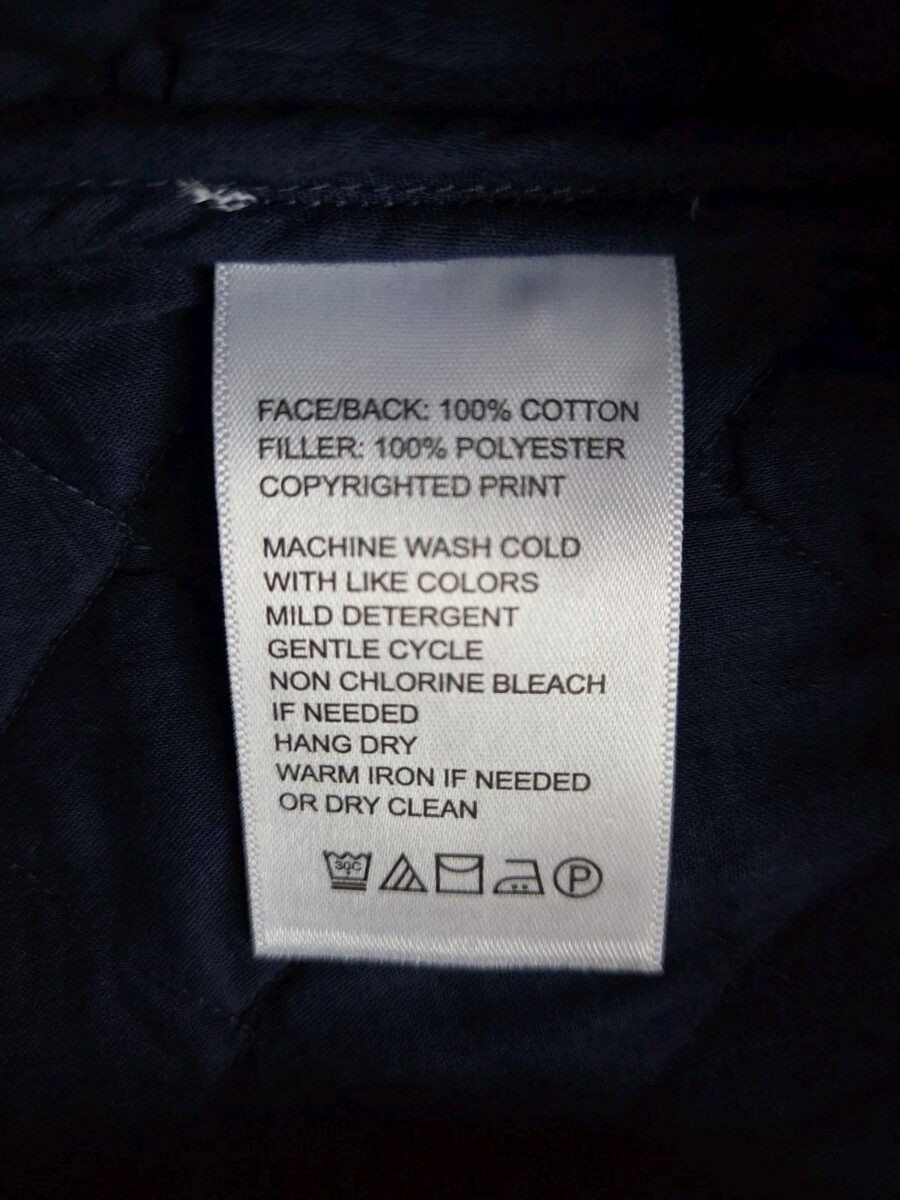 FACE/BACK: 100% COTTON
FILLER: 100% POLYESTER
COPYRIGHTED PRINT
MACHINE WASH COLD
WITH LIKE COLORS
MILD DETERGENT
GENTLE CYCLE
NON CHLORINE BLEACH
IF NEEDED
HANG DRY
WARM IRON IF NEEDED
OR DRY CLEAN
30C P